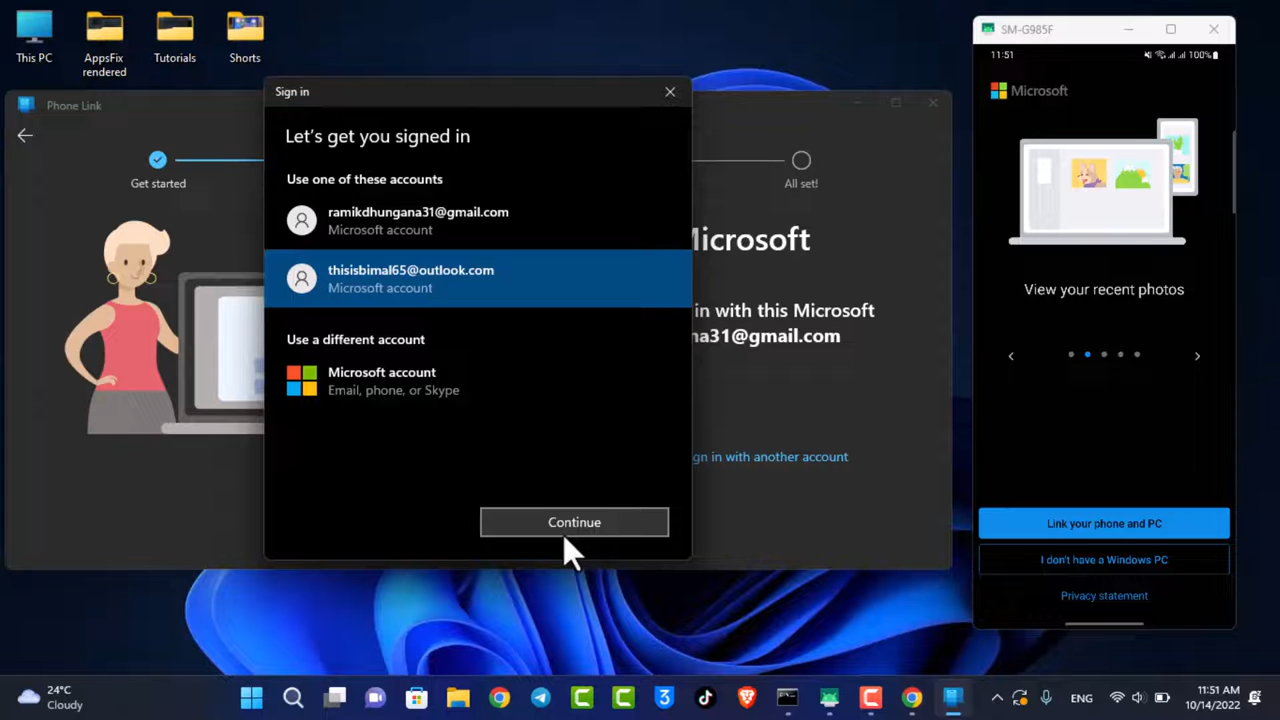 This PC
AppsFix
rendered
Tutorials
Shorts
Phone Link
Get started
All set!
Microsoft
in with this Microsoft
na31@gmail.com
gn in with another account
Sign in
Let's get you signed in
Use one of these accounts
ramikdhungana31@gmail.com
Microsoft account
thisisbimal65@outlook.com
Microsoft account
Use a different account
Microsoft account
Email, phone, or Skype
Continue
SM-G985F
11:51
100%
Microsoft
View your recent photos
Link your phone and PC
I don't have a Windows PC
Privacy statement
24°C
Cloudy
ENG
11:51 AM
10/14/2022